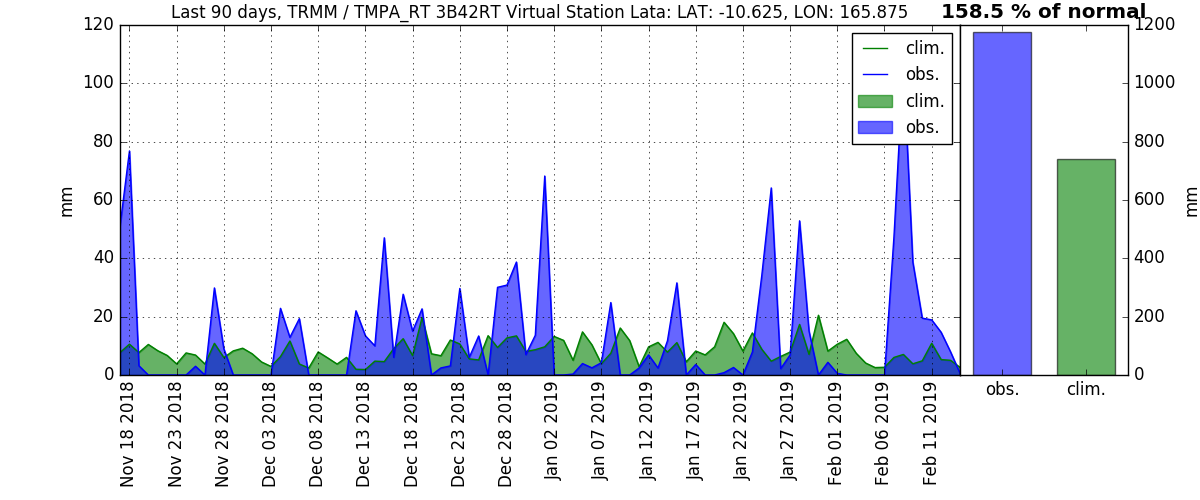 Last 90 days, TRMM / TMPA_RT 3B42RT Virtual Station Lata: LAT: -10.625, LON: 165.875
158.5 % of normal
120
100
80
60
40
20
0
mm
clim.
obs.
clim.
obs.
1200
1000
800
600
400
200
0
mm
obs.
clim.
Nov 18 2018
Nov 23 2018
Nov 28 2018
Dec 03 2018
Dec 08 2018
Dec 13 2018
Dec 18 2018
Dec 23 2018
Dec 28 2018
Jan 02 2019
Jan 07 2019
Jan 12 2019
Jan 17 2019
Jan 22 2019
Jan 27 2019
Feb 01 2019
Feb 06 2019
Feb 11 2019